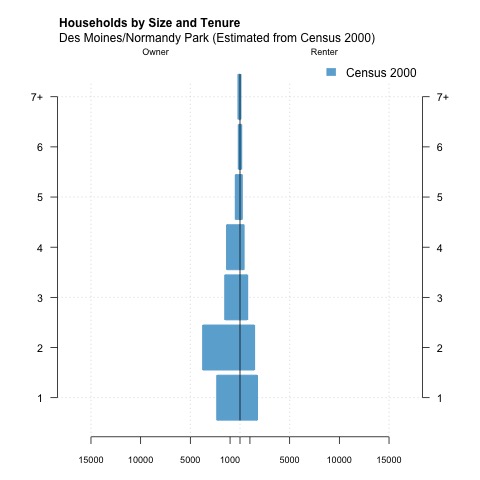 Households by Size and Tenure
Des Moines/Normandy Park (Estimated from Census 2000)
Owner Renter
Census 2000
7+ 7+
6 6
5 5
4 4
3 3
2 2
1 1
15000 10000 5000 1000 5000 10000 15000